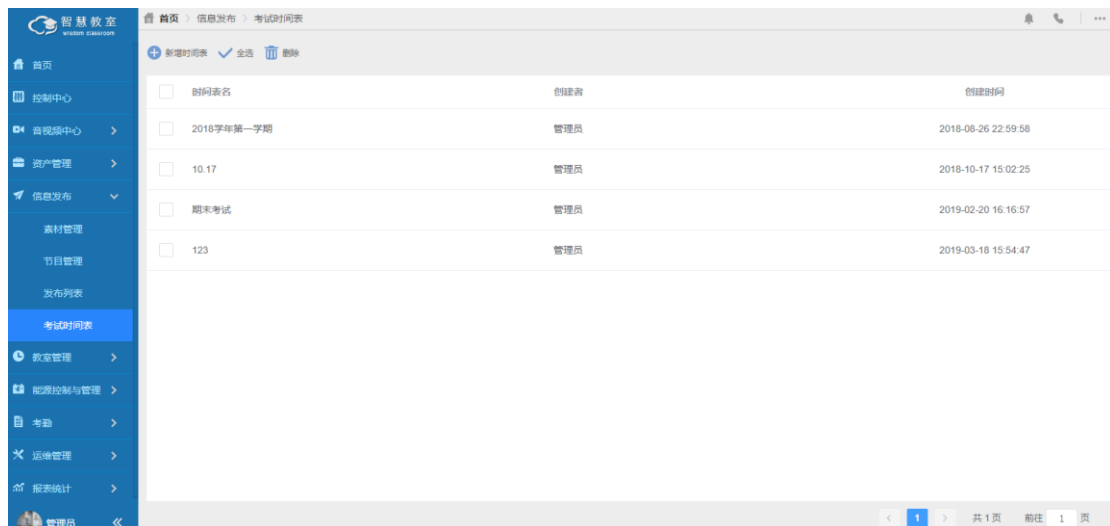 智慧教室
wisdom classroom
首页 > 信息发布 > 考试时间表
新增时间表 全选 删除
首页
控制中心
音视频中心
资产管理
信息发布
素材管理
节目管理
发布列表
考试时间表
教室管理
能源控制与管理
考勤
运维管理
报表统计
管理员
时间表名 创建者 创建时间
2018学年第一学期 管理员 2018-08-26 22:59:58
10.17 管理员 2018-10-17 15:02:25
期末考试 管理员 2019-02-20 16:16:57
123 管理员 2019-03-18 15:54:47
< 1 > 共1页 前往 1 页